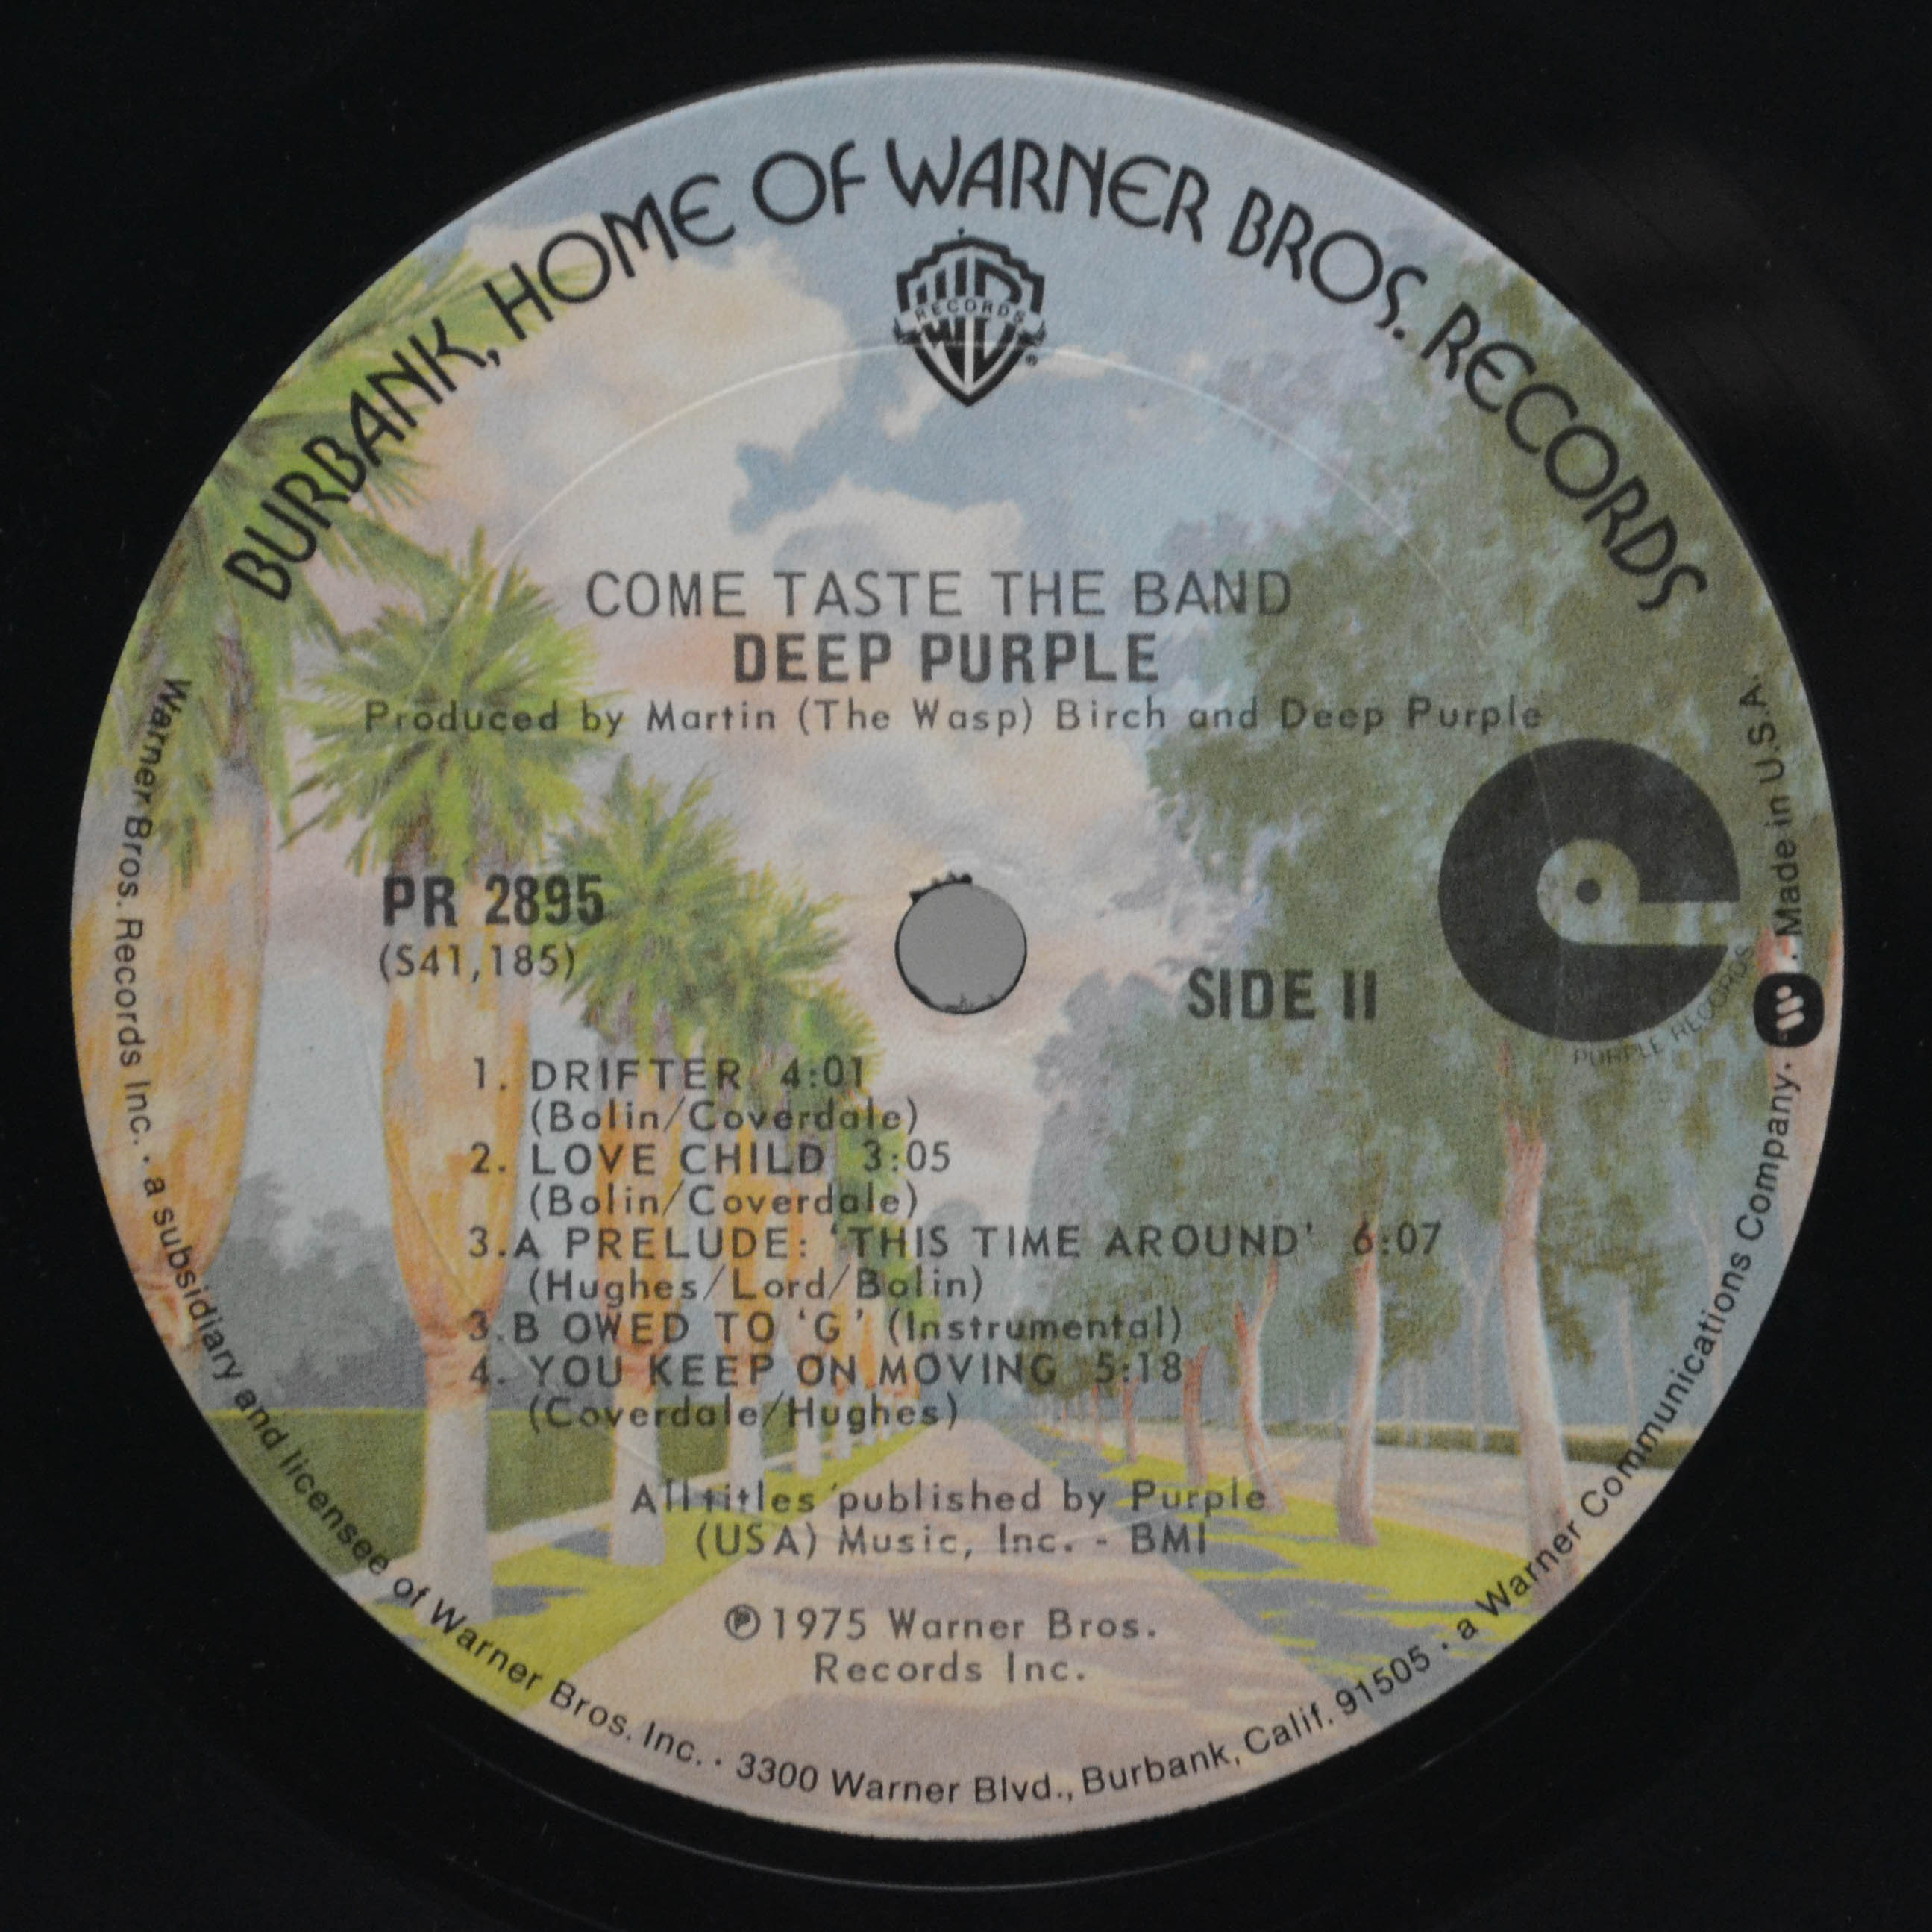 BURBANK, HOME OF WARNER BROS. RECORDS
RECORDS
®
COME TASTE THE BAND
DEEP PURPLE
Produced by Martin (The Wasp) Birch and Deep Purple
PR 2895
(S41,185)
SIDE II
PURPLE RECORDS
1. DRIFTER 4:01
(Bolin/Coverdale)
2. LOVE CHILD 3:05
(Bolin/Coverdale)
3.A PRELUDE: 'THIS TIME AROUND' 6:07
(Hughes/Lord/Bolin)
3.B OWED TO 'G' (Instrumental)
4. YOU KEEP ON MOVING 5:18
(Coverdale/Hughes)
All titles published by Purple
(USA) Music, Inc. - BMI
℗1975 Warner Bros.
Records Inc.
Warner Bros. Records Inc. · a subsidiary and licensee of Warner Bros. Inc. · 3300 Warner Blvd., Burbank, Calif. 91505 · a Warner Communications Company. · Made in U.S.A.